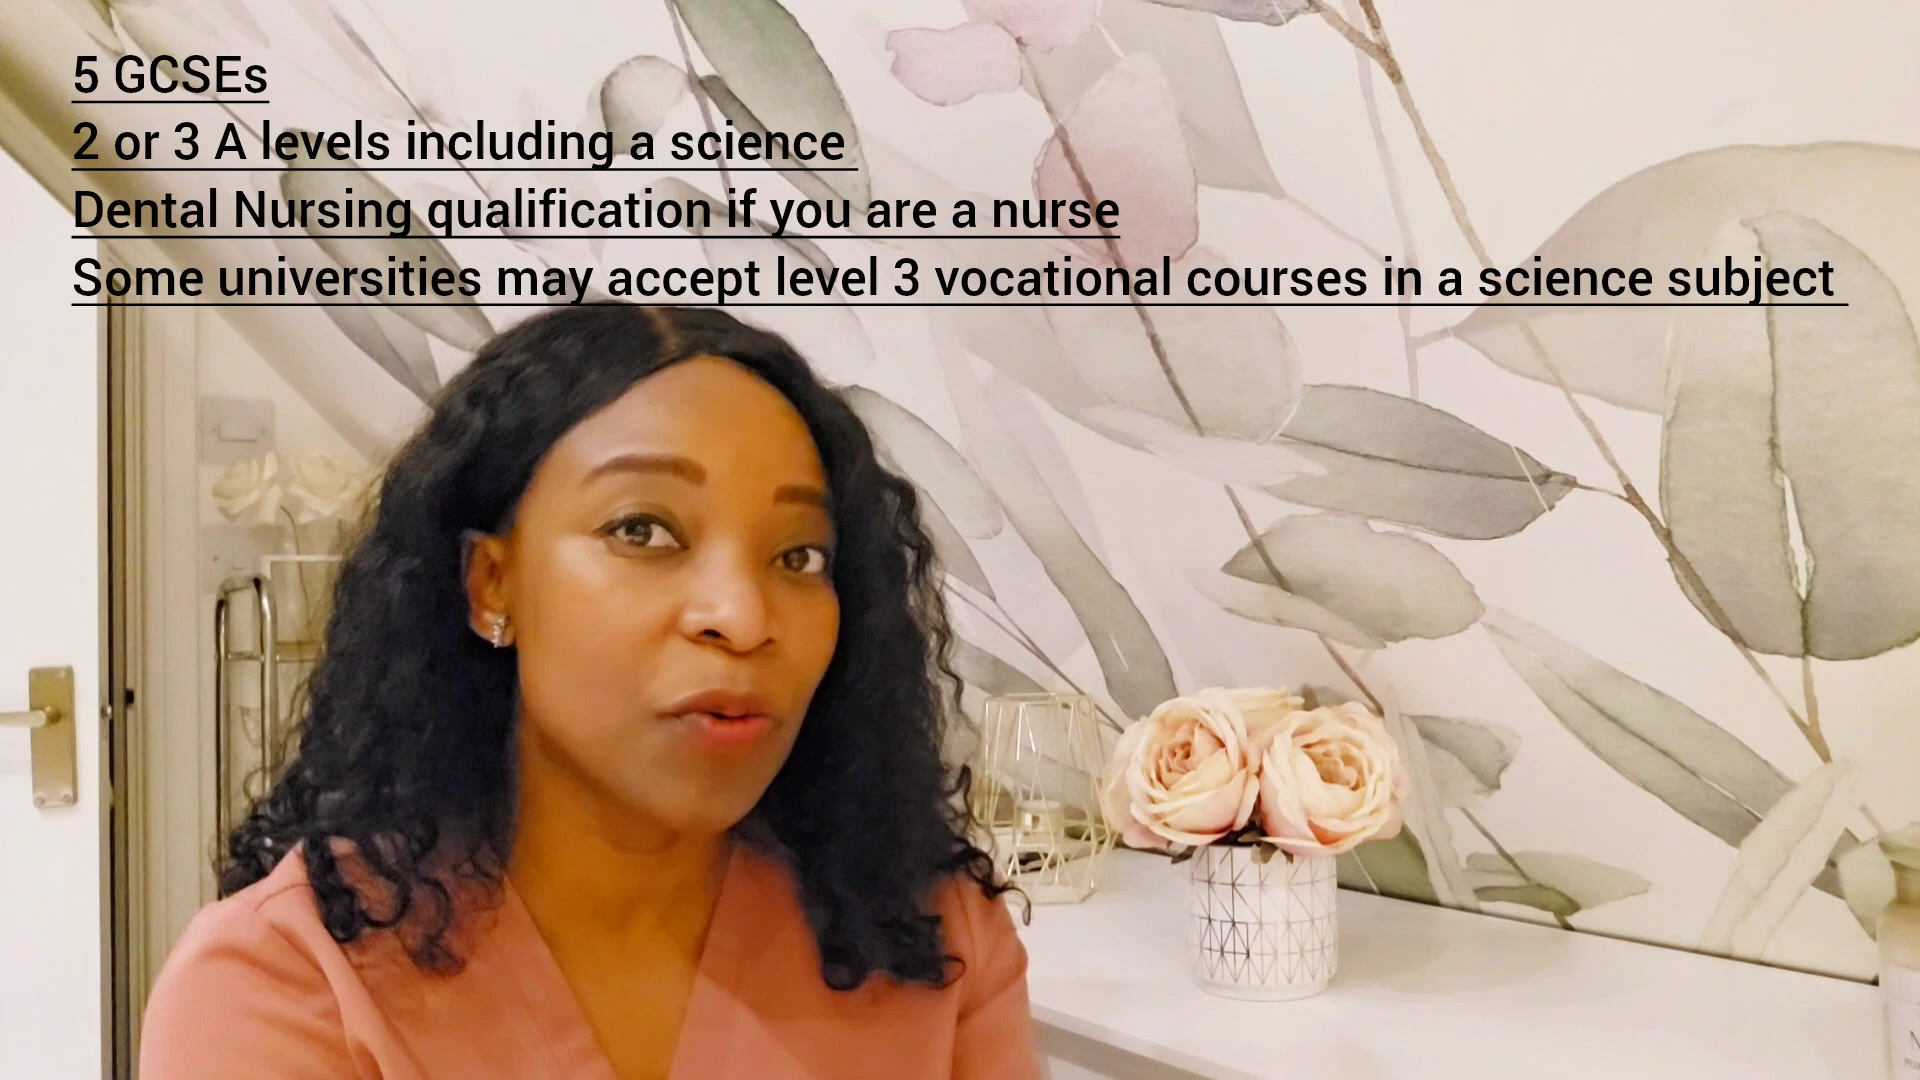 5 GCSEs
2 or 3 A levels including a science
Dental Nursing qualification if you are a nurse
Some universities may accept level 3 vocational courses in a science subject